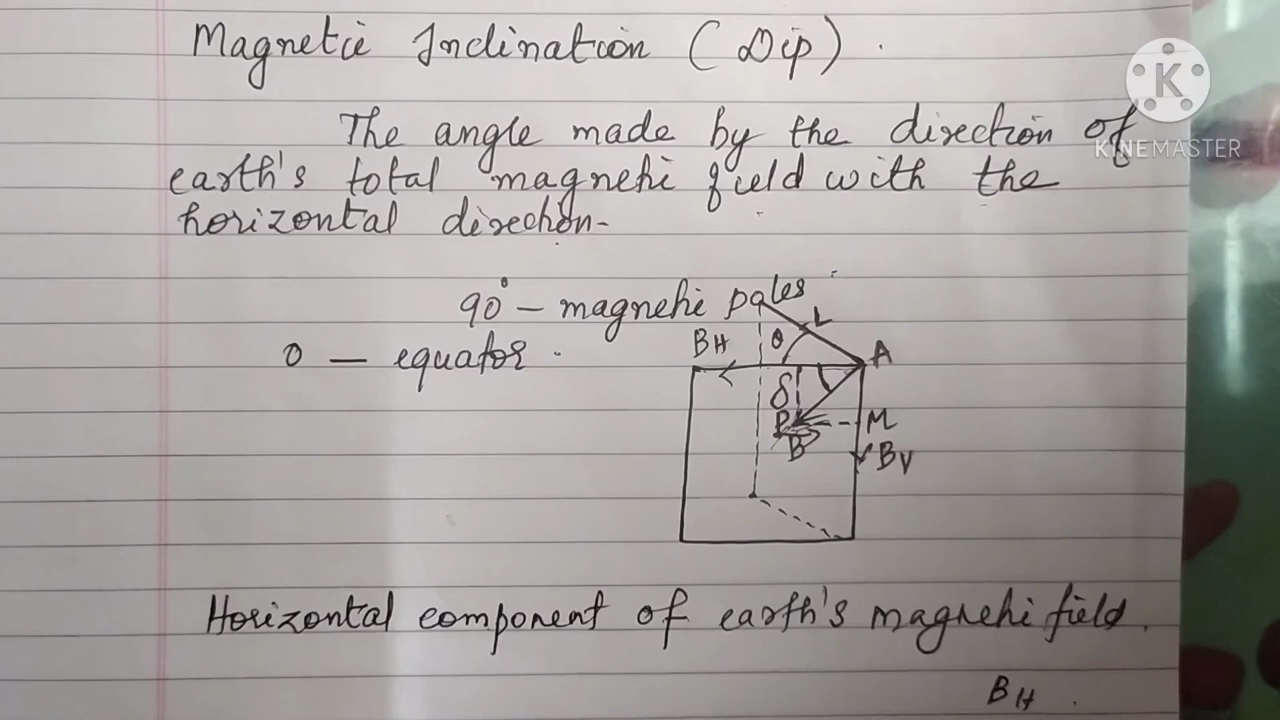 Magnetic Inclination (Dip).
The angle made by the direction of
earth's total magnetic field with the
horizontal direction-
90° - magnetic poles
0 - equator.
L
BH
θ
A
δ
P
M
B
BV
Horizontal component of earth's magnetic field.
BH.
K
KINEMASTER